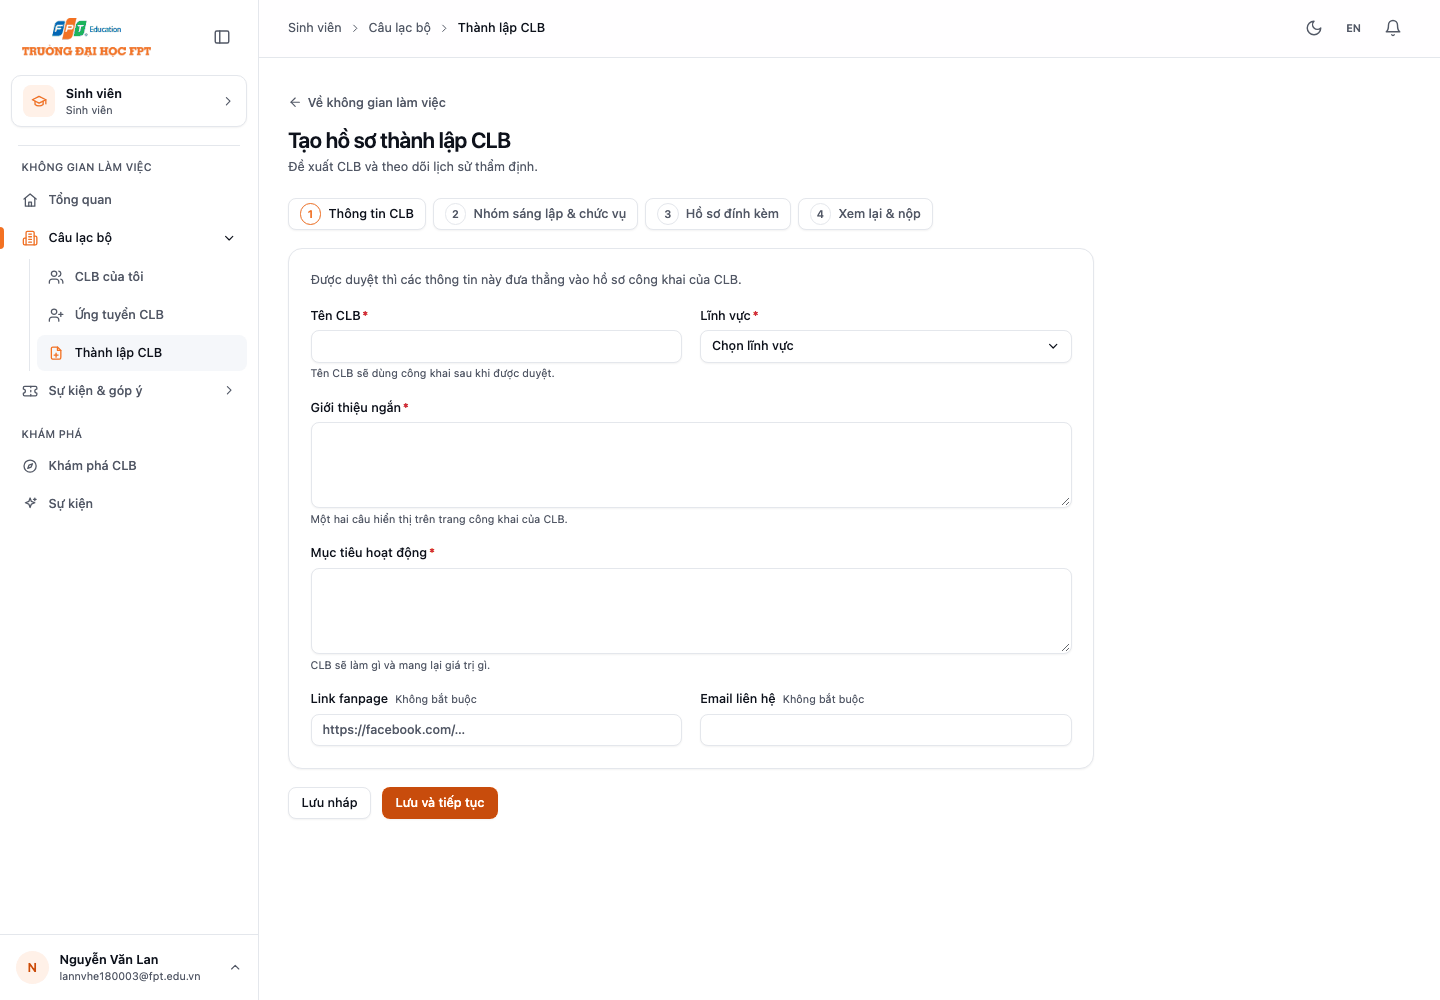 FPT Education
TRƯỜNG ĐẠI HỌC FPT
Sinh viên
Sinh viên
KHÔNG GIAN LÀM VIỆC
Tổng quan
Câu lạc bộ
CLB của tôi
Ứng tuyển CLB
Thành lập CLB
Sự kiện & góp ý
KHÁM PHÁ
Khám phá CLB
Sự kiện
N
Nguyễn Văn Lan
lannvhe180003@fpt.edu.vn
Sinh viên > Câu lạc bộ > Thành lập CLB
EN
Về không gian làm việc
Tạo hồ sơ thành lập CLB
Đề xuất CLB và theo dõi lịch sử thẩm định.
1 Thông tin CLB
2 Nhóm sáng lập & chức vụ
3 Hồ sơ đính kèm
4 Xem lại & nộp
Được duyệt thì các thông tin này đưa thẳng vào hồ sơ công khai của CLB.
Tên CLB*
Tên CLB sẽ dùng công khai sau khi được duyệt.
Lĩnh vực*
Chọn lĩnh vực
Giới thiệu ngắn*
Một hai câu hiển thị trên trang công khai của CLB.
Mục tiêu hoạt động*
CLB sẽ làm gì và mang lại giá trị gì.
Link fanpage Không bắt buộc
https://facebook.com/...
Email liên hệ Không bắt buộc
Lưu nháp
Lưu và tiếp tục